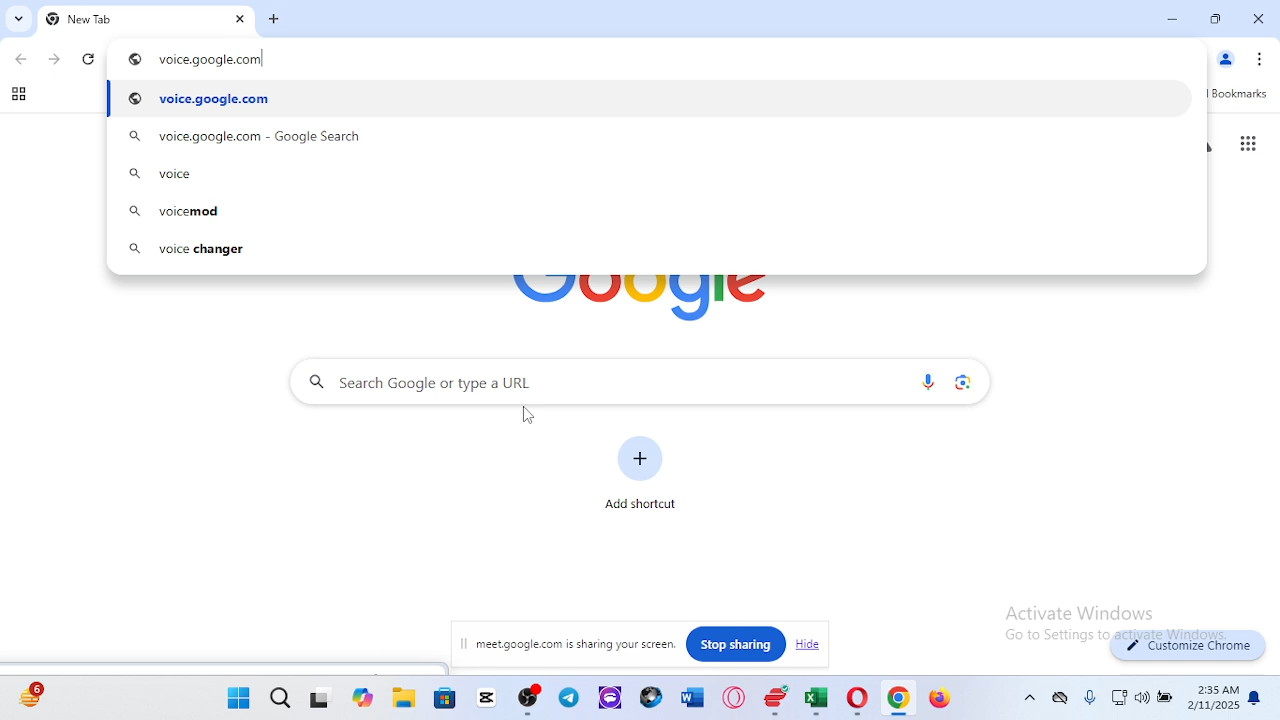 New Tab
voice.google.com
voice.google.com
Bookmarks
voice.google.com - Google Search
voice
voicemod
voice changer
Google
Search Google or type a URL
Add shortcut
Activate Windows
Go to Settings to activate Windows.
Customize Chrome
meet.google.com is sharing your screen.
Stop sharing
Hide
6
2:35 AM
2/11/2025